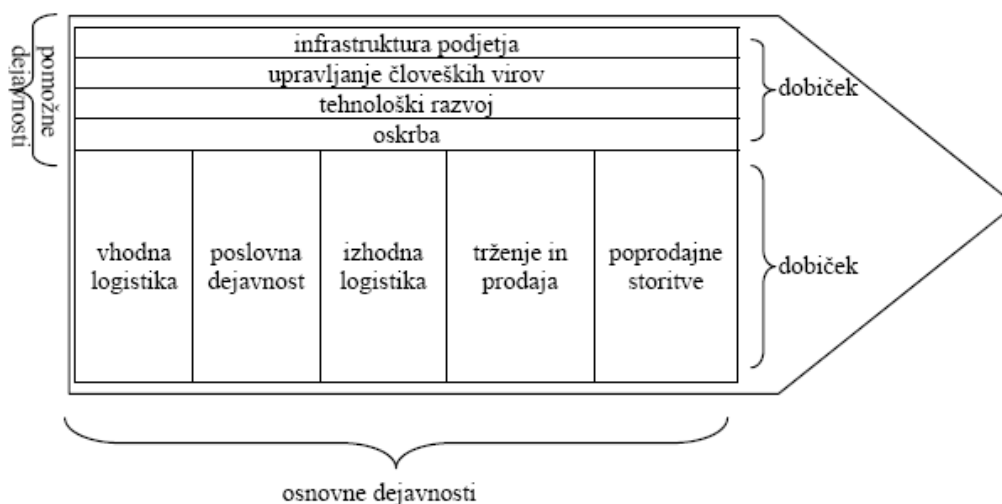 pomožne
dejavnosti
infrastruktura podjetja
upravljanje človeških virov
tehnološki razvoj
oskrba
dobiček
vhodna
logistika
poslovna
dejavnost
izhodna
logistika
trženje in
prodaja
poprodajne
storitve
dobiček
osnovne dejavnosti